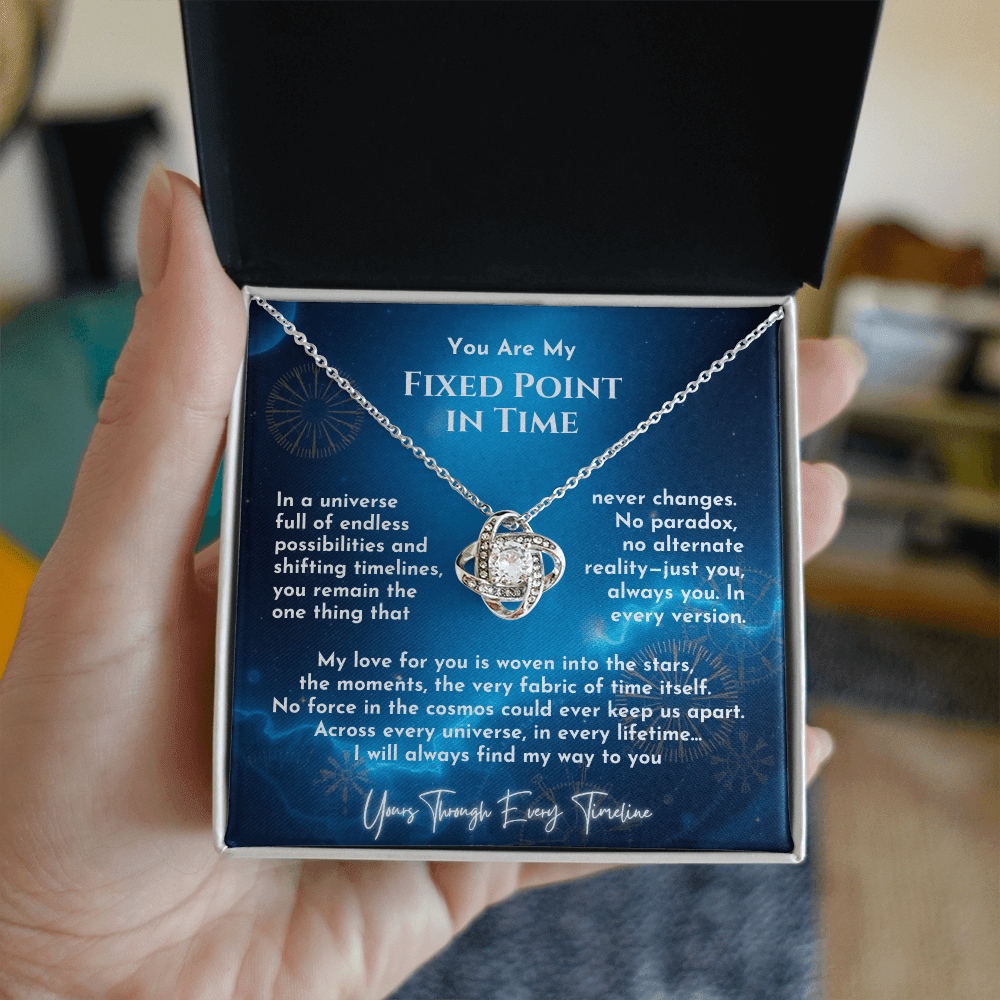 You Are My
FIXED POINT
IN TIME
In a universe
full of endless
possibilities and
shifting timelines,
you remain the
one thing that
never changes.
No paradox,
no alternate
reality—just you,
always you. In
every version.
My love for you is woven into the stars,
the moments, the very fabric of time itself.
No force in the cosmos could ever keep us apart.
Across every universe, in every lifetime...
I will always find my way to you
Yours Through Every Timeline